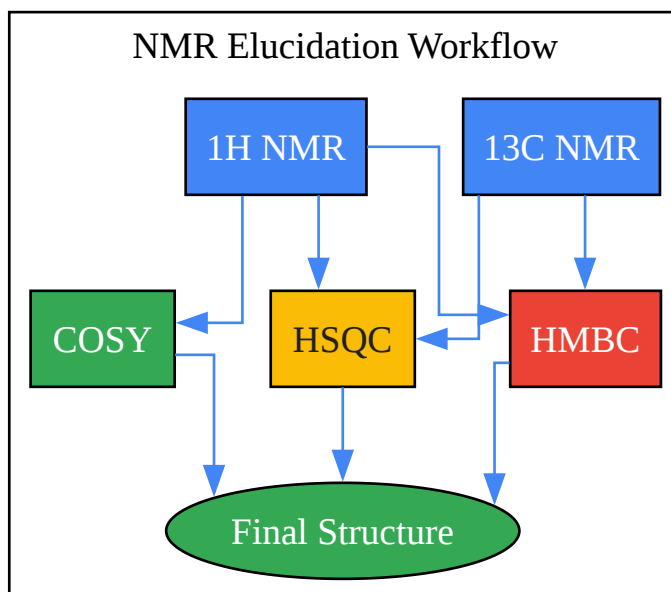 NMR Elucidation Workflow
1H NMR
13C NMR
COSY
HSQC
HMBC
Final Structure